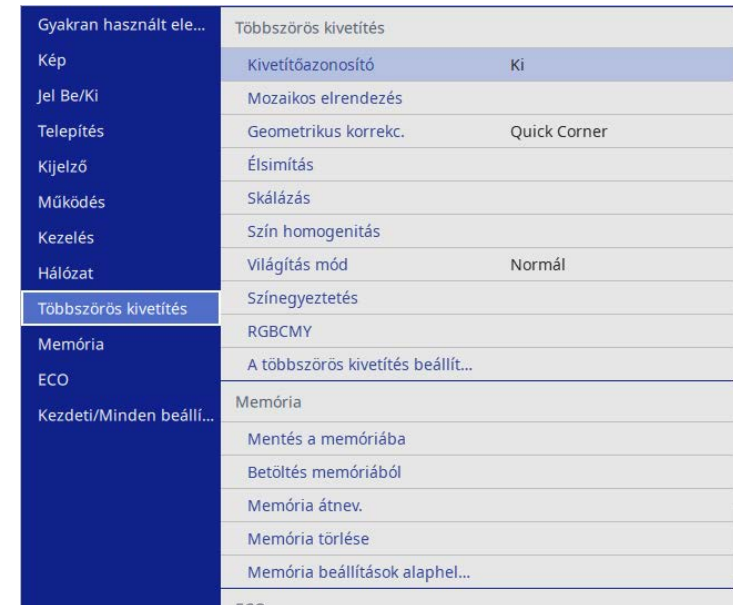 Gyakran használt ele...
Kép
Jel Be/Ki
Telepítés
Kijelző
Működés
Kezelés
Hálózat
Többszörös kivetítés
Memória
ECO
Kezdeti/Minden beállí...
Többszörös kivetítés
Kivetítőazonosító Ki
Mozaikos elrendezés
Geometrikus korrekc. Quick Corner
Élsimítás
Skálázás
Szín homogenitás
Világítás mód Normál
Színegyeztetés
RGBCMY
A többszörös kivetítés beállít...
Memória
Mentés a memóriába
Betöltés memóriából
Memória átnev.
Memória törlése
Memória beállítások alaphel...